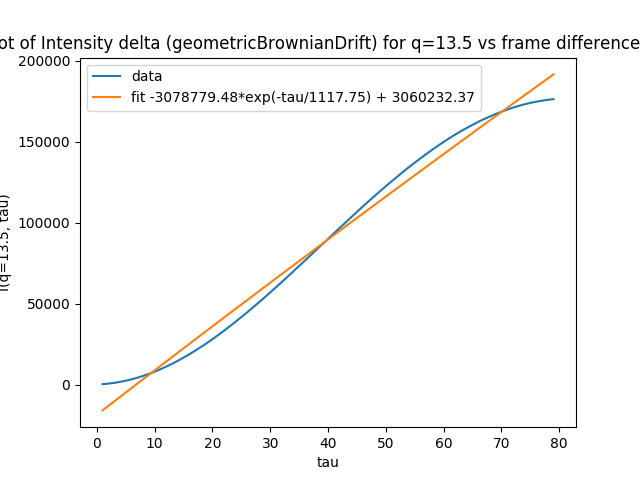 ot of Intensity delta (geometricBrownianDrift) for q=13.5 vs frame difference
data
fit -3078779.48*exp(-tau/1117.75) + 3060232.37
200000
150000
100000
50000
0
I(q=13.5, tau)
0 10 20 30 40 50 60 70 80
tau